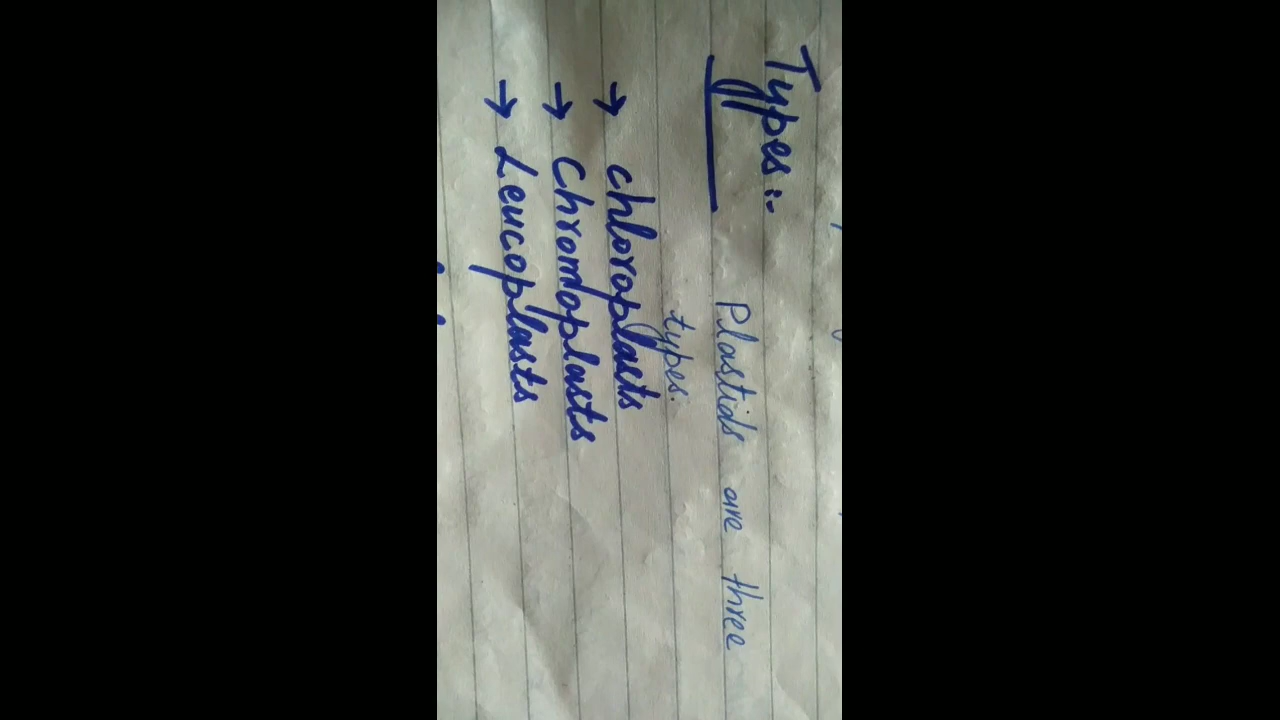 Types:-
Plastids are three
types.
→ chloroplasts
→ Chromoplasts
→ Leucoplasts